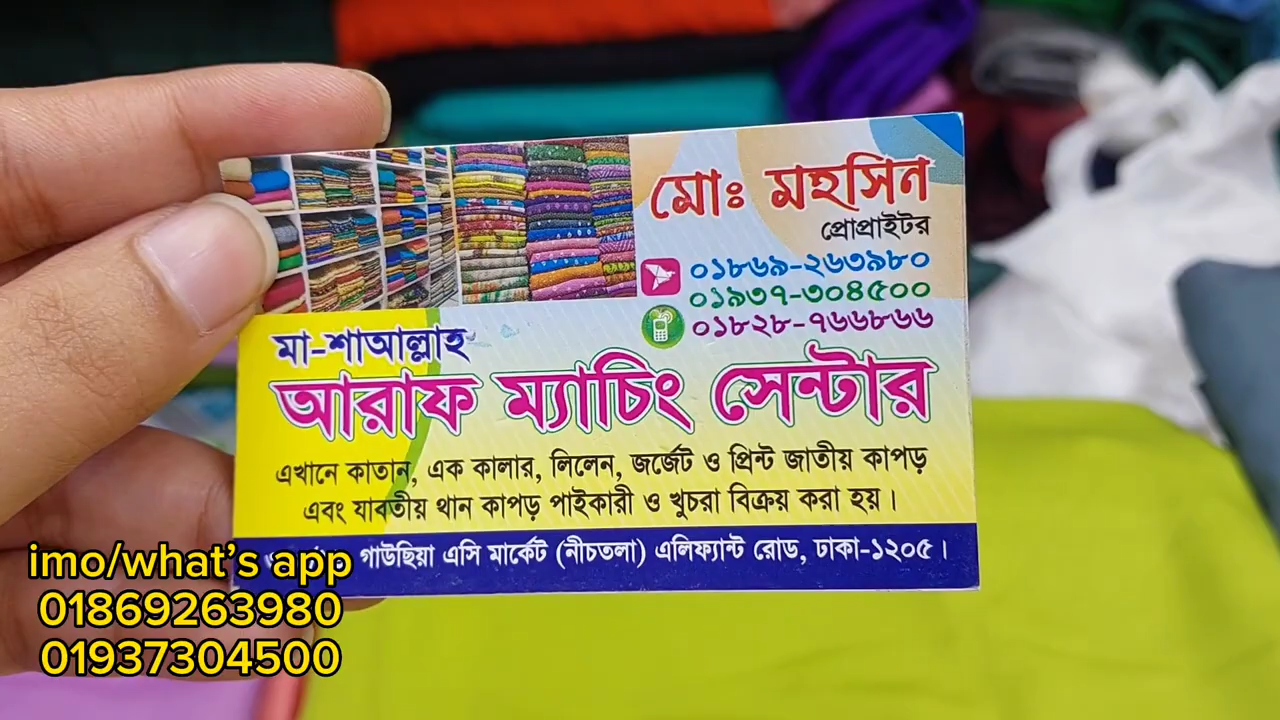 মোঃ মহসিন
প্রোপ্রাইটর
০১৮৬৯-২৬৩৯৮০
০১৯৩৭-৩০৪৫০০
০১৮২৮-৭৬৬৮৬৬
মা-শাআল্লাহ
আরাফ ম্যাচিং সেন্টার
এখানে কাতান, এক কালার, লিলেন, জর্জেট ও প্রিন্ট জাতীয় কাপড়
এবং যাবতীয় থান কাপড় পাইকারী ও খুচরা বিক্রয় করা হয়।
গাউছিয়া এসি মার্কেট (নীচতলা) এলিফ্যান্ট রোড, ঢাকা-১২০৫।
imo/what's app
01869263980
01937304500